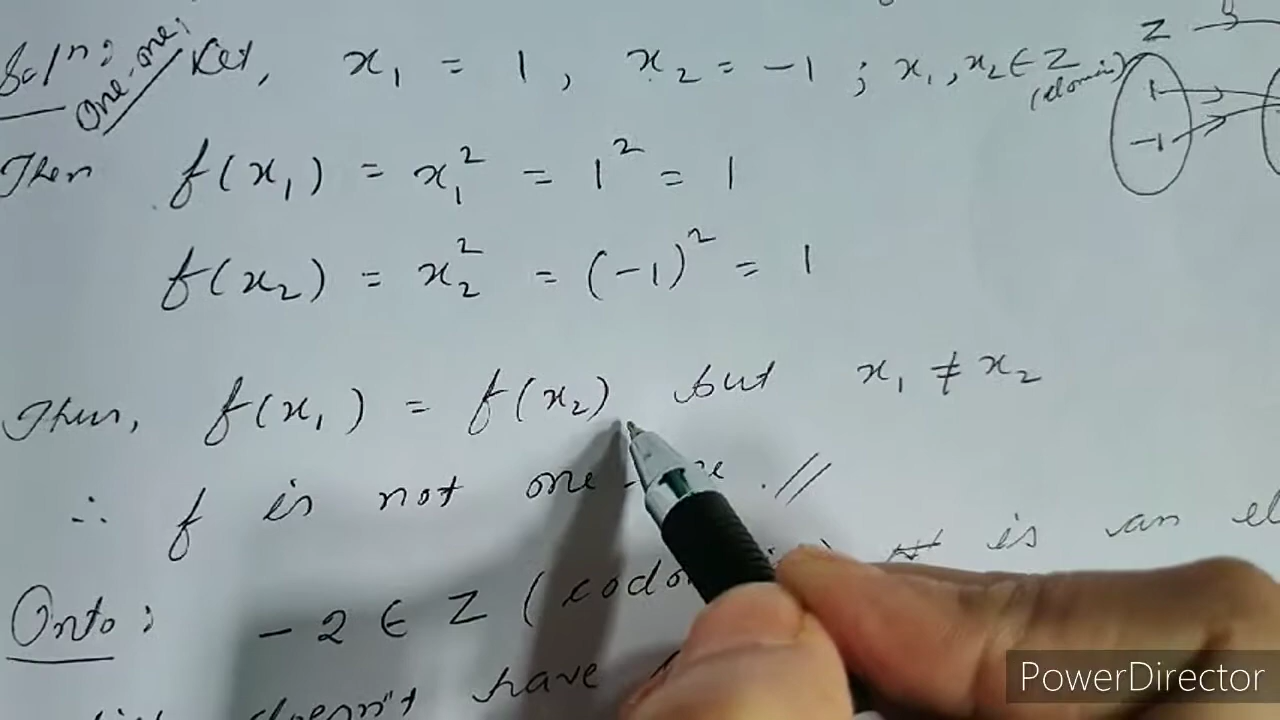 Sol/n:
One-one:
Let, x₁ = 1, x₂ = -1 ; x₁, x₂ ∈ Z
(domain)
Z
1
-1
Then f(x₁) = x₁² = 1² = 1
f(x₂) = x₂² = (-1)² = 1
Thus, f(x₁) = f(x₂) but x₁ ≠ x₂
∴ f is not one- .//
Onto: -2 ∈ Z ( is an
doesn't have
PowerDirector